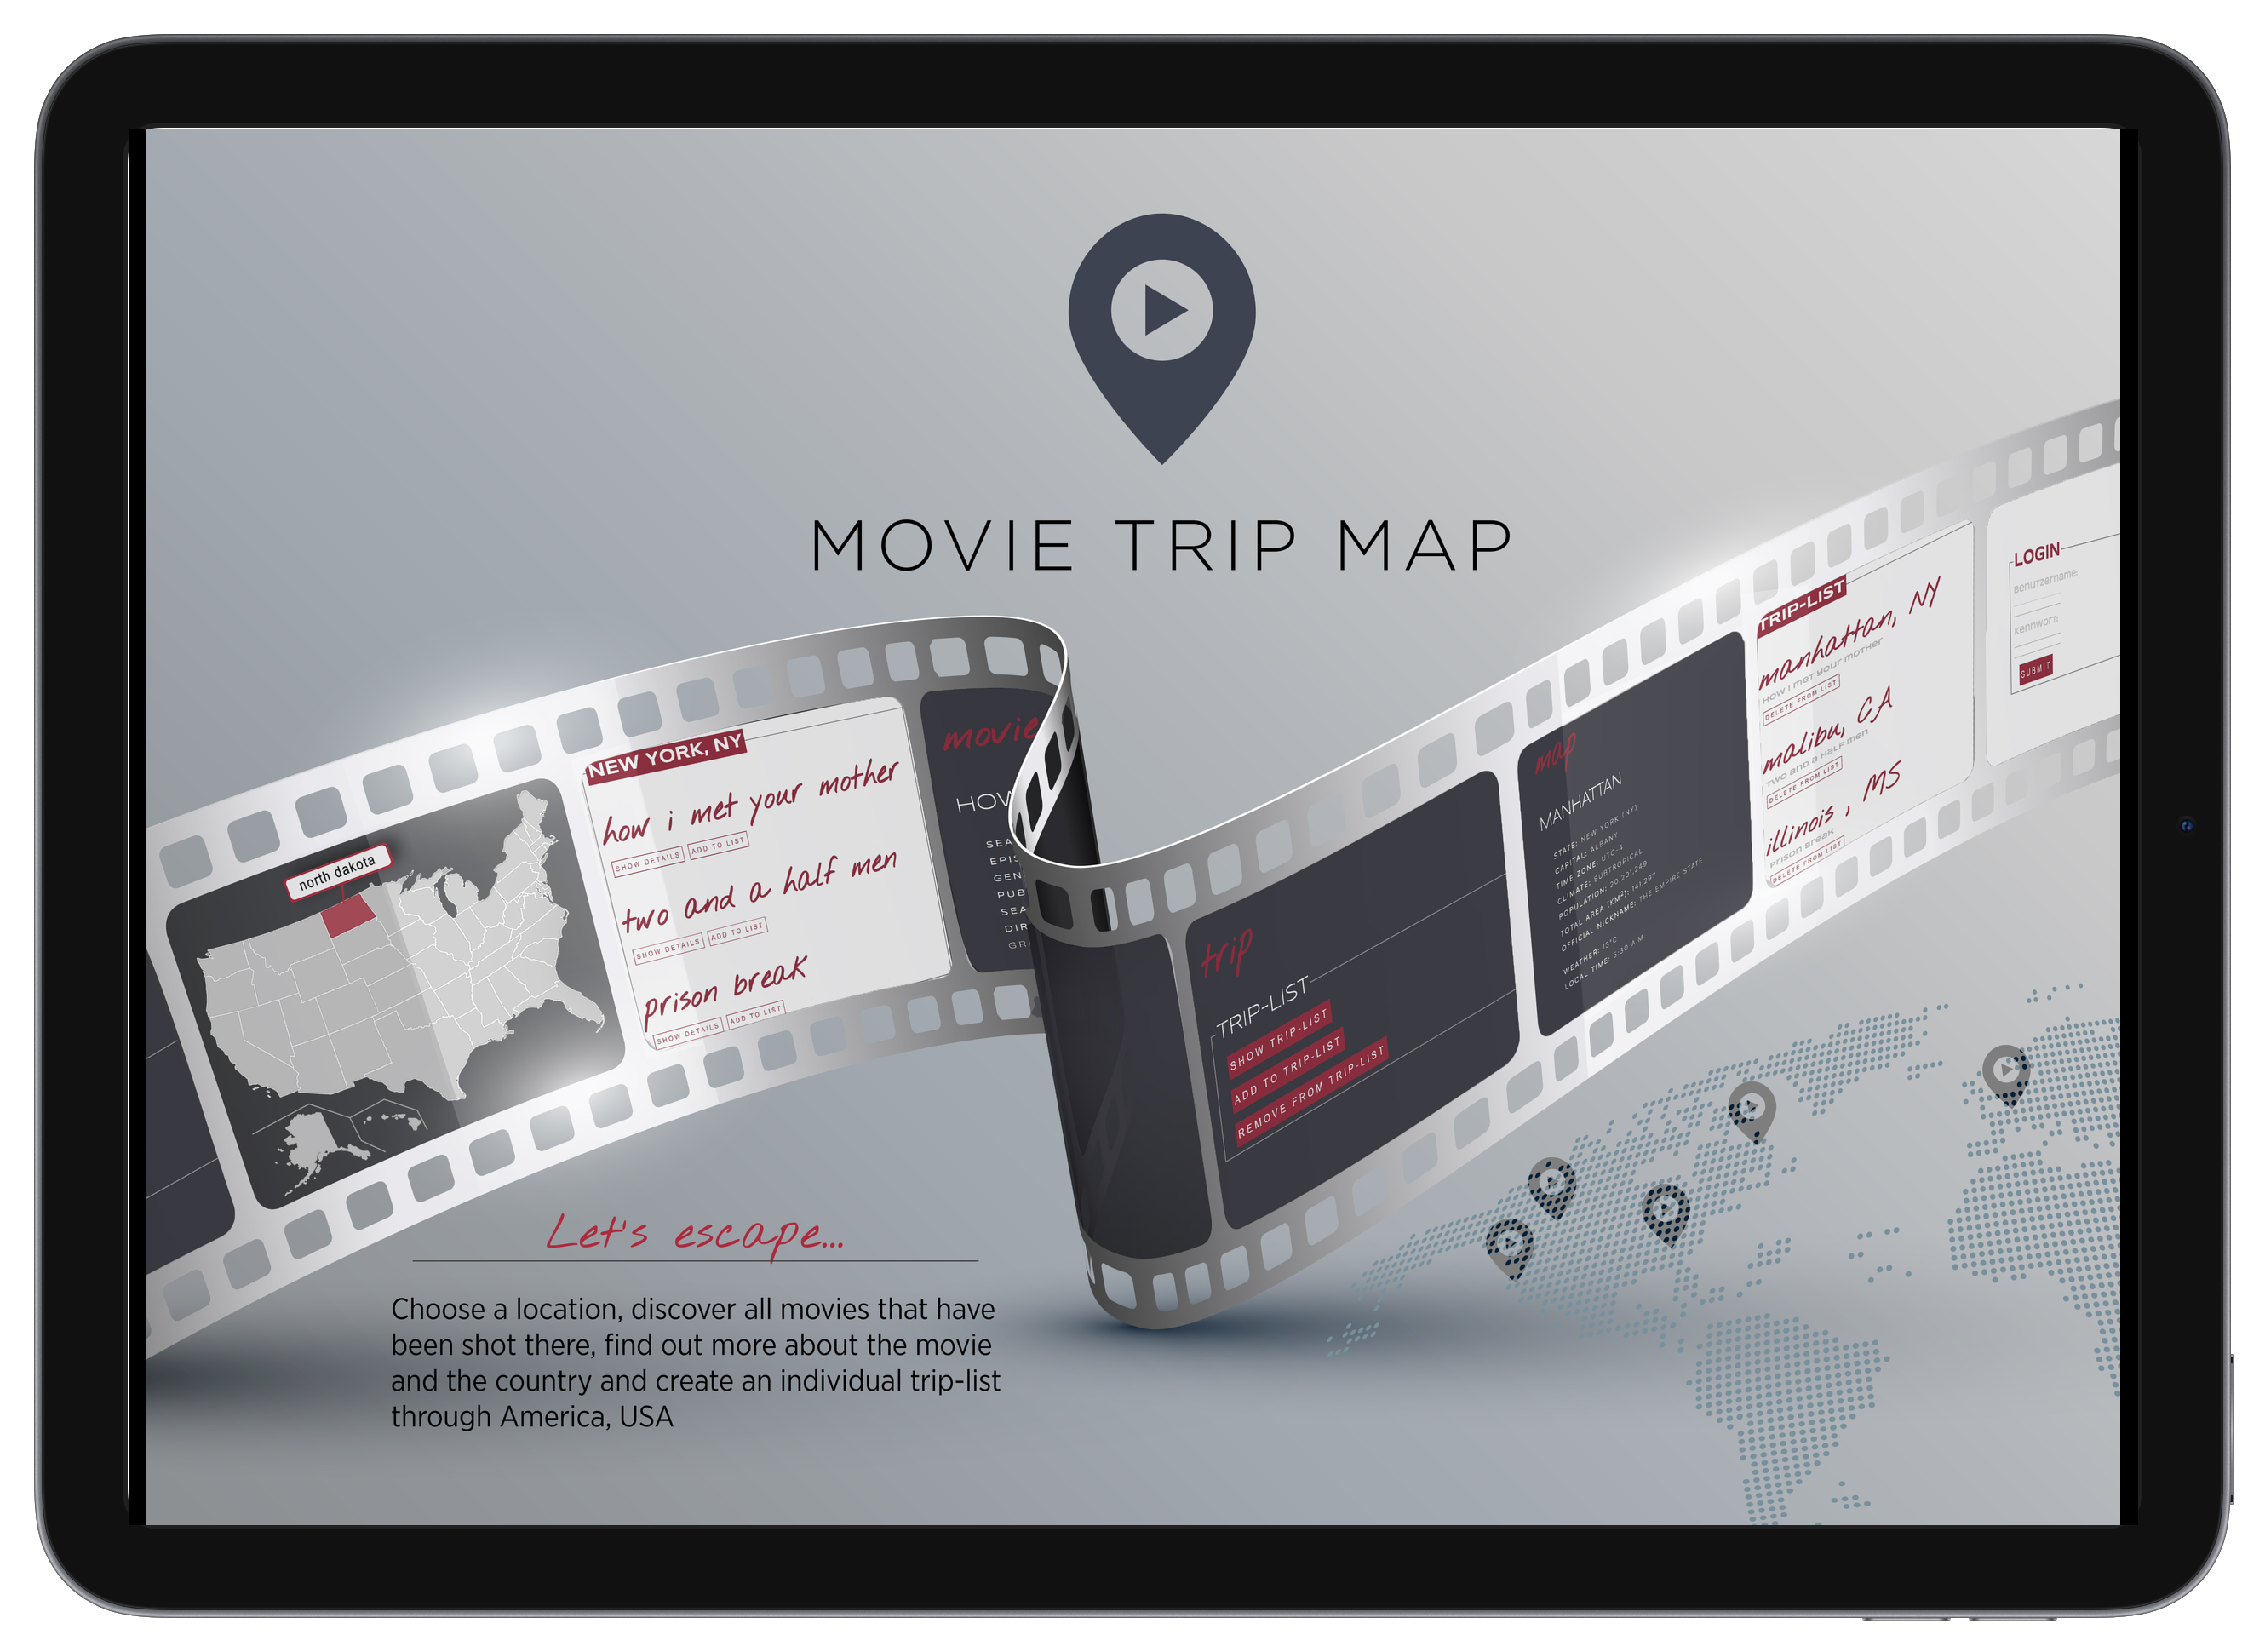 MOVIE TRIP MAP
north dakota
NEW YORK, NY
how i met your mother
SHOW DETAILS ADD TO LIST
two and a half men
SHOW DETAILS ADD TO LIST
prison break
SHOW DETAILS ADD TO LIST
movie
HOW
SEA
EPIS
GEN
PUB
SEA
DIR
GR
trip
TRIP-LIST
SHOW TRIP-LIST
ADD TO TRIP-LIST
REMOVE FROM TRIP-LIST
map
MANHATTAN
STATE: NEW YORK (NY)
CAPITAL: ALBANY
TIME ZONE: UTC-4
CLIMATE: SUBTROPICAL
POPULATION: 20.201.249
TOTAL AREA (KM²): 141.297
OFFICIAL NICKNAME: THE EMPIRE STATE
WEATHER: 13°C
LOCAL TIME: 5:30 A.M.
TRIP-LIST
manhattan, NY
HOW I MET YOUR MOTHER
DELETE FROM LIST
malibu, CA
TWO AND A HALF MEN
DELETE FROM LIST
illinois, MS
PRISON BREAK
DELETE FROM LIST
LOGIN
Benutzername:
Kennwort:
SUBMIT
Let's escape...
Choose a location, discover all movies that have
been shot there, find out more about the movie
and the country and create an individual trip-list
through America, USA